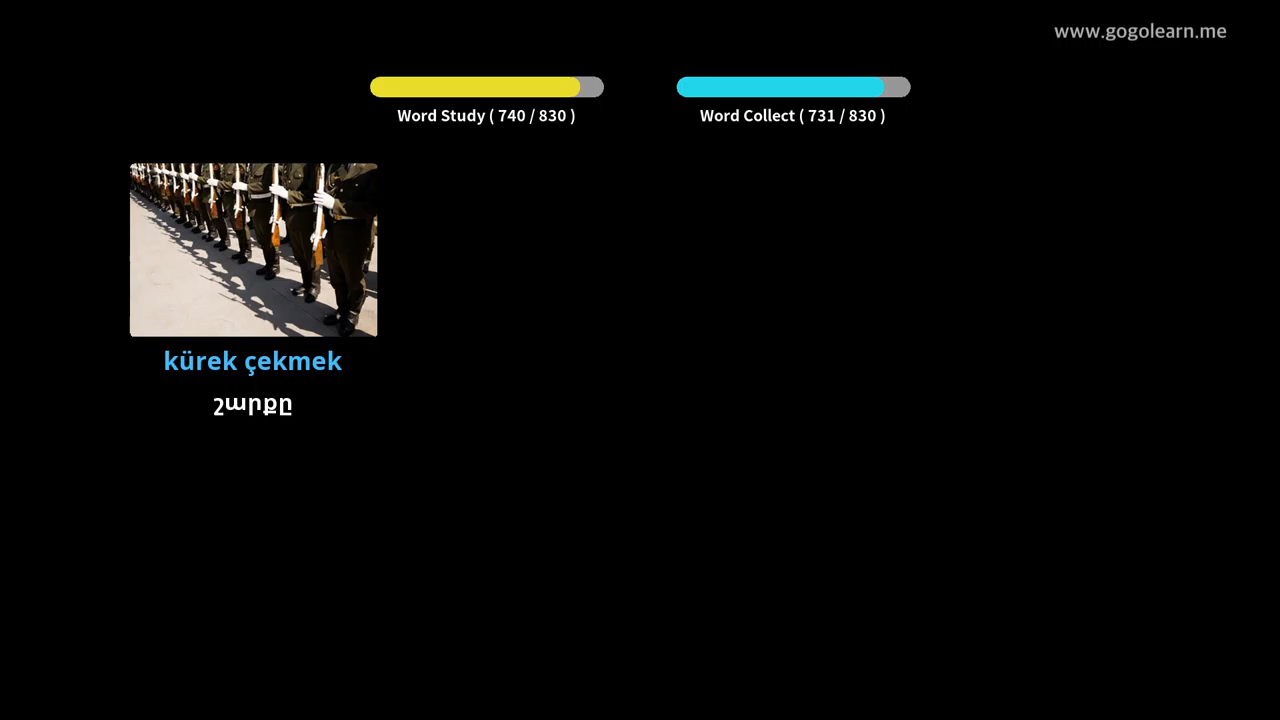 www.gogolearn.me
Word Study ( 740 / 830 )
Word Collect ( 731 / 830 )
kürek çekmek
շարքը